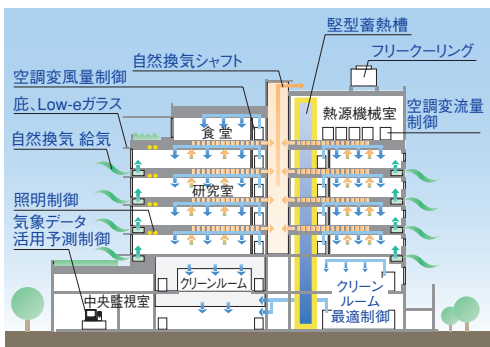 竪型蓄熱槽
自然換気シャフト
フリークーリング
空調変風量制御
庇、Low-eガラス
食堂
熱源機械室
空調変流量
制御
自然換気 給気
研究室
照明制御
気象データ
活用予測制御
中央監視室
クリーンルーム
クリーン
ルーム
最適制御